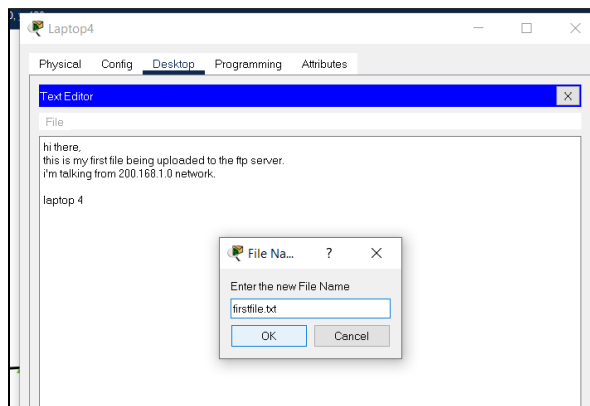 Laptop4
Physical Config Desktop Programming Attributes
Text Editor
File
hi there,
this is my first file being uploaded to the ftp server.
i'm talking from 200.168.1.0 network.
laptop 4
File Na... ?
Enter the new File Name
firstfile.txt
OK Cancel